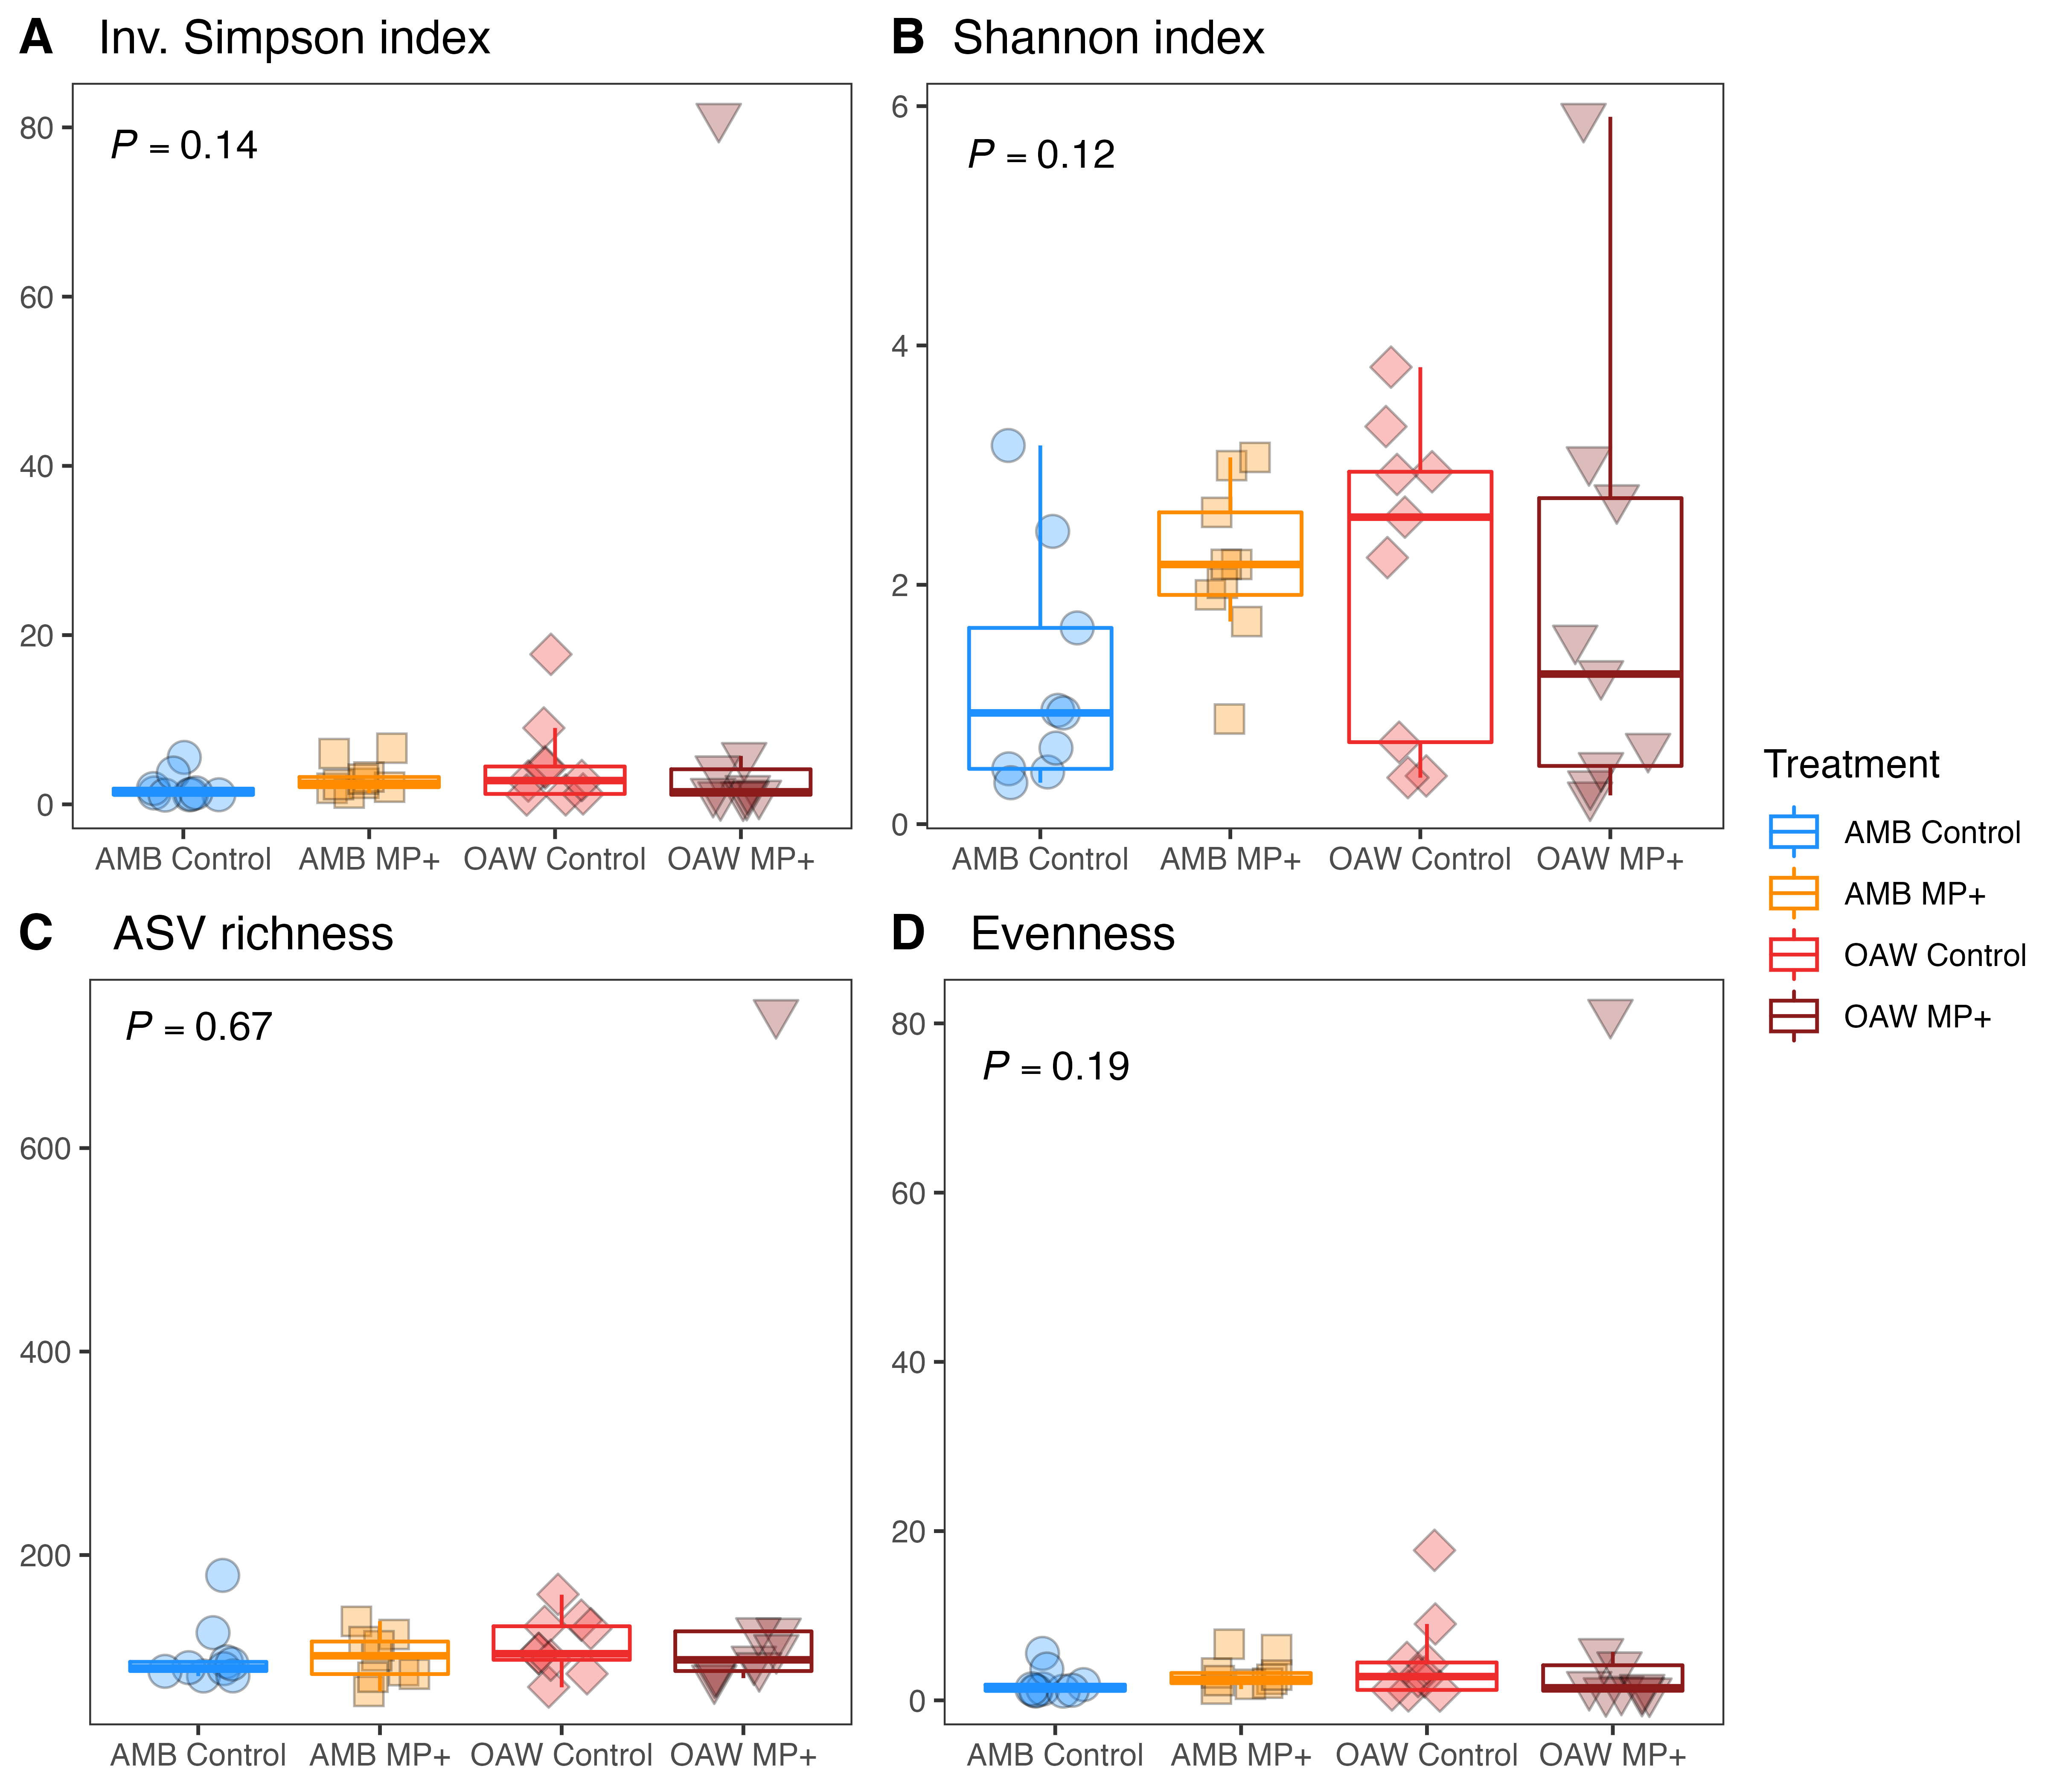 A Inv. Simpson index
P = 0.14
80
60
40
20
0
AMB Control AMB MP+ OAW Control OAW MP+
B Shannon index
P = 0.12
6
4
2
0
AMB Control AMB MP+ OAW Control OAW MP+
C ASV richness
P = 0.67
600
400
200
AMB Control AMB MP+ OAW Control OAW MP+
D Evenness
P = 0.19
80
60
40
20
0
AMB Control AMB MP+ OAW Control OAW MP+
Treatment
AMB Control
AMB MP+
OAW Control
OAW MP+